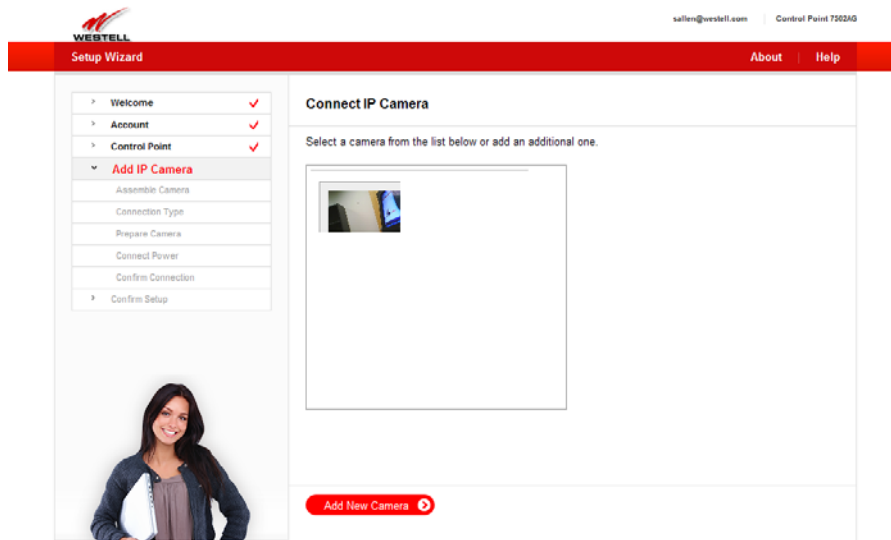 WESTELL
sallen@westell.com
Control Point 7502AG
Setup Wizard
About
Help
Welcome
Account
Control Point
Add IP Camera
Assemble Camera
Connection Type
Prepare Camera
Connect Power
Confirm Connection
Confirm Setup
Connect IP Camera
Select a camera from the list below or add an additional one.
Add New Camera